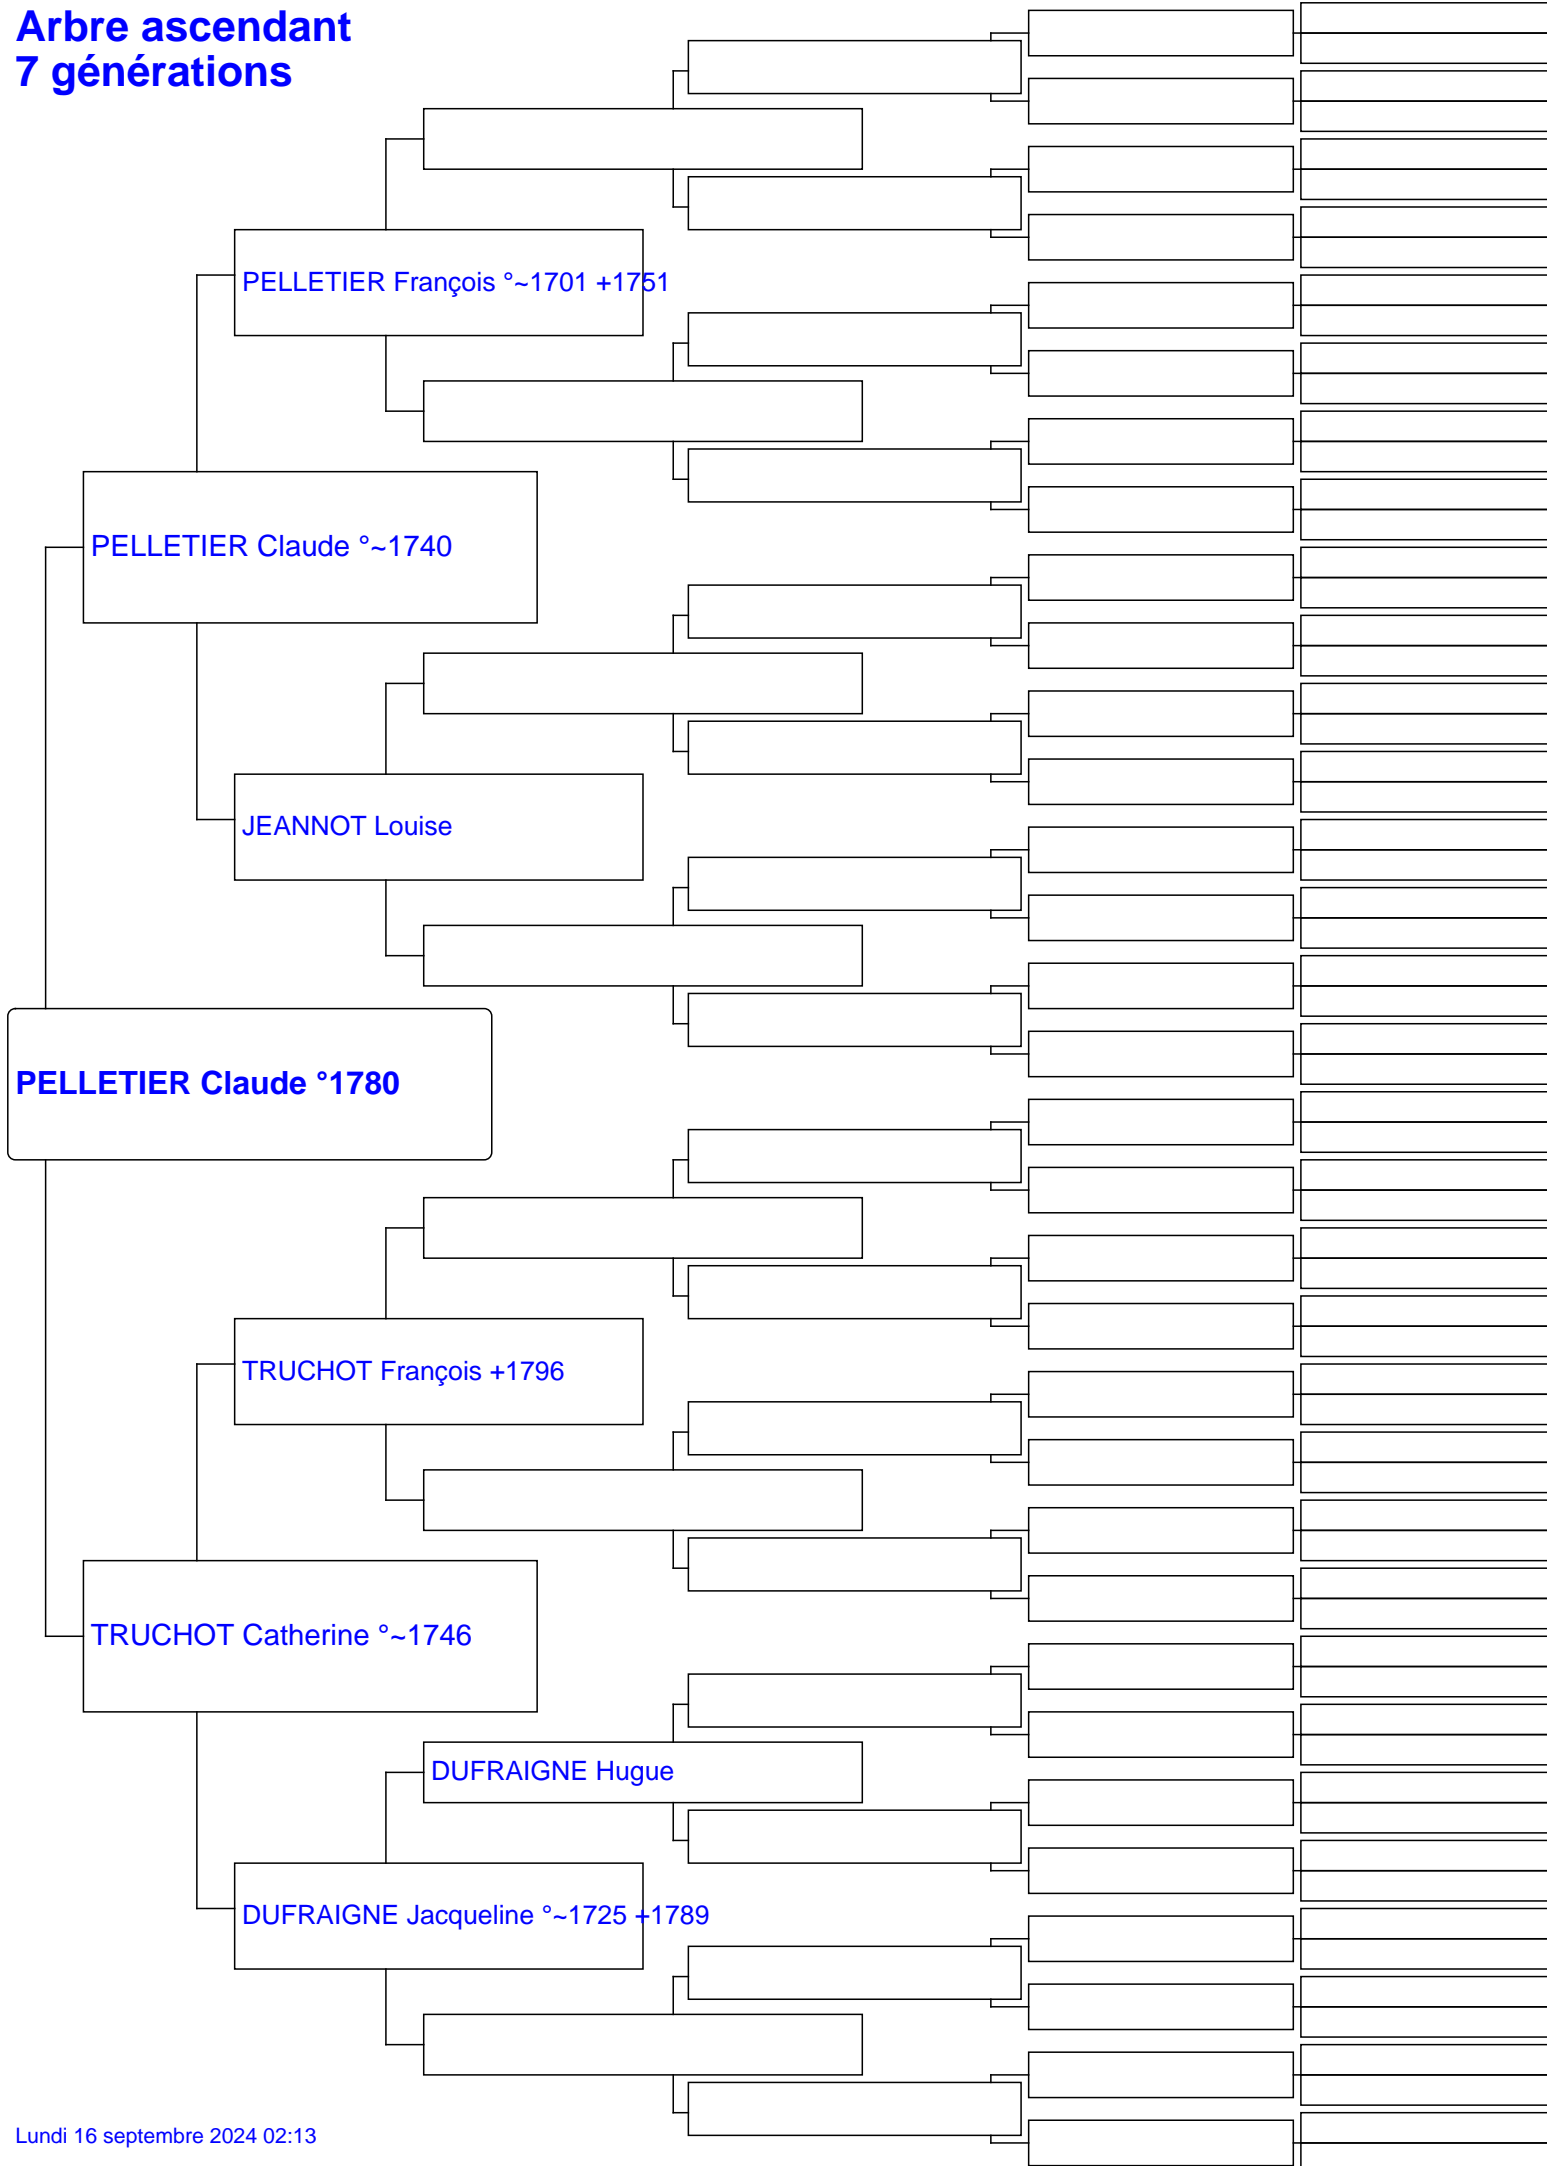 Arbre ascendant
7 générations
PELLETIER François °~1701 +1751
PELLETIER Claude °~1740
JEANNOT Louise
PELLETIER Claude °1780
TRUCHOT François +1796
TRUCHOT Catherine °~1746
DUFRAIGNE Hugue
DUFRAIGNE Jacqueline °~1725 +1789
Lundi 16 septembre 2024 02:13